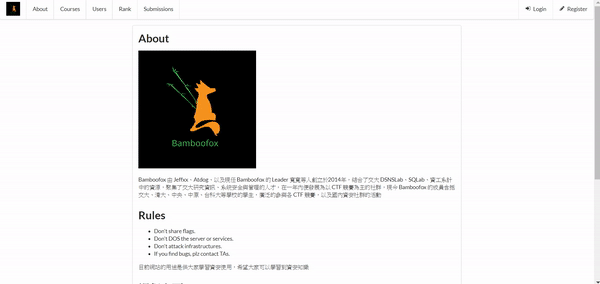 About
Courses
Users
Rank
Submissions
Login
Register
About
Bamboofox
Bamboofox 由 Jeffxx、Atdog、以及現任 Bamboofox 的 Leader 寬寬等人創立於2014年,結合了交大 DSNSLab、SQLab、資工系計
中的資源,聚集了交大研究資訊、系統安全與管理的人才,在一年內便發展為以 CTF 競賽為主的社群,現今 Bamboofox 的成員含括
交大、清大、中央、中原、台科大等學校的學生,廣泛的參與各 CTF 競賽、以及國內資安社群的活動
Rules
Don't share flags.
Don't DOS the server or services.
Don't attack infrastructures.
If you find bugs, plz contact TAs.
目前網站的用途是供大家學習資安使用,希望大家可以學習到資安知識